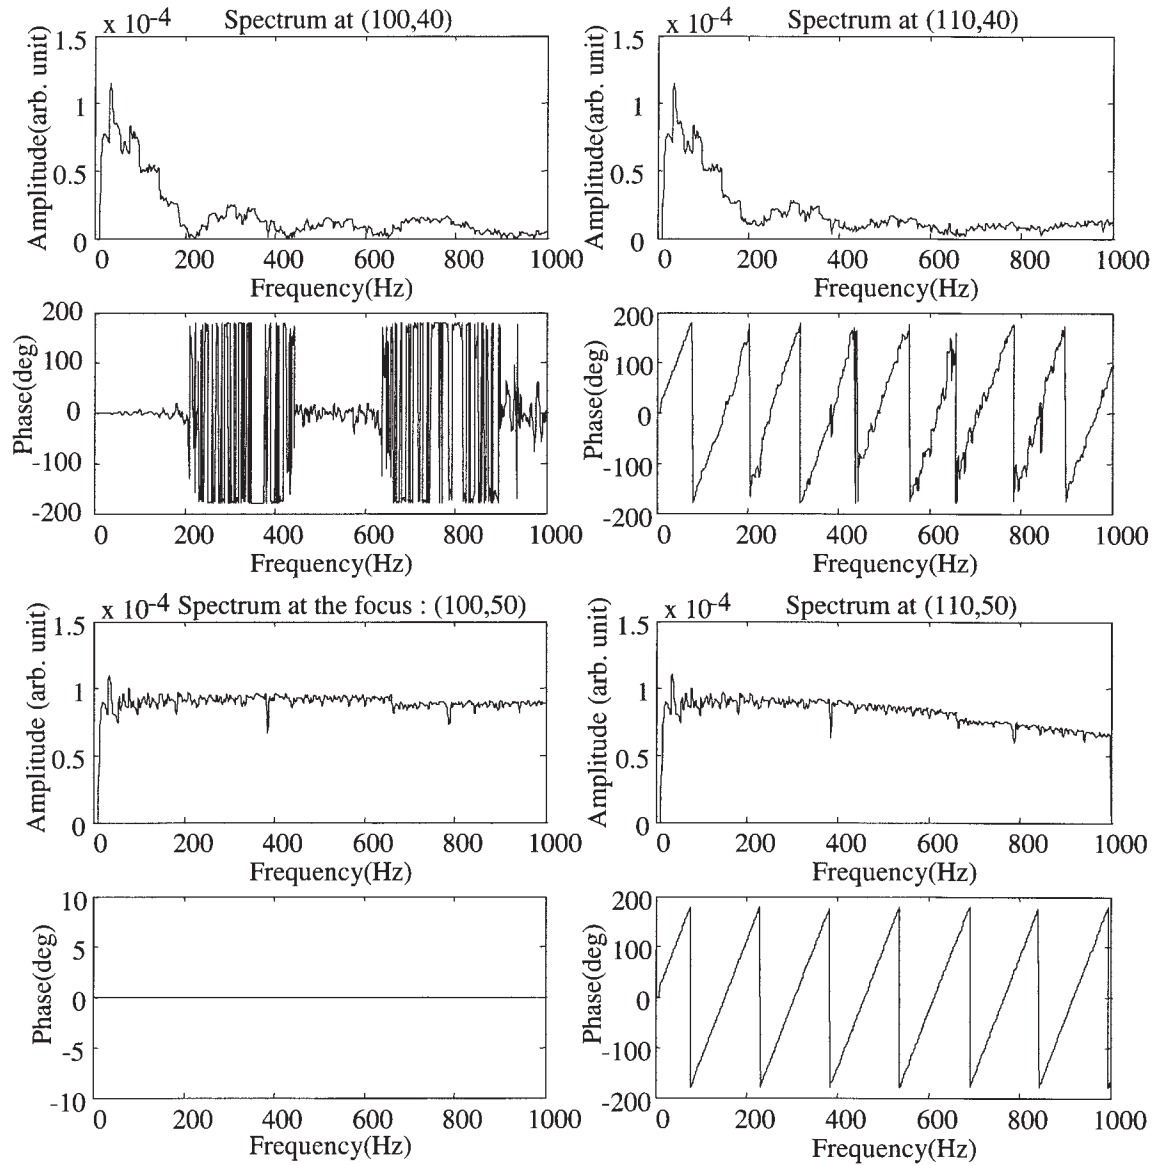 x 10-4 Spectrum at (100,40)
1.5
1
0.5
0
Amplitude(arb. unit)
0 200 400 600 800 1000
Frequency(Hz)
x 10-4 Spectrum at (110,40)
1.5
1
0.5
0
Amplitude(arb. unit)
0 200 400 600 800 1000
Frequency(Hz)
200
100
0
-100
-200
Phase(deg)
0 200 400 600 800 1000
Frequency(Hz)
200
100
0
-100
-200
Phase(deg)
0 200 400 600 800 1000
Frequency(Hz)
x 10-4 Spectrum at the focus : (100,50)
1.5
1
0.5
0
Amplitude (arb. unit)
0 200 400 600 800 1000
Frequency(Hz)
x 10-4 Spectrum at (110,50)
1.5
1
0.5
0
Amplitude (arb. unit)
0 200 400 600 800 1000
Frequency(Hz)
10
5
0
-5
-10
Phase(deg)
0 200 400 600 800 1000
Frequency(Hz)
200
100
0
-100
-200
Phase(deg)
0 200 400 600 800 1000
Frequency(Hz)